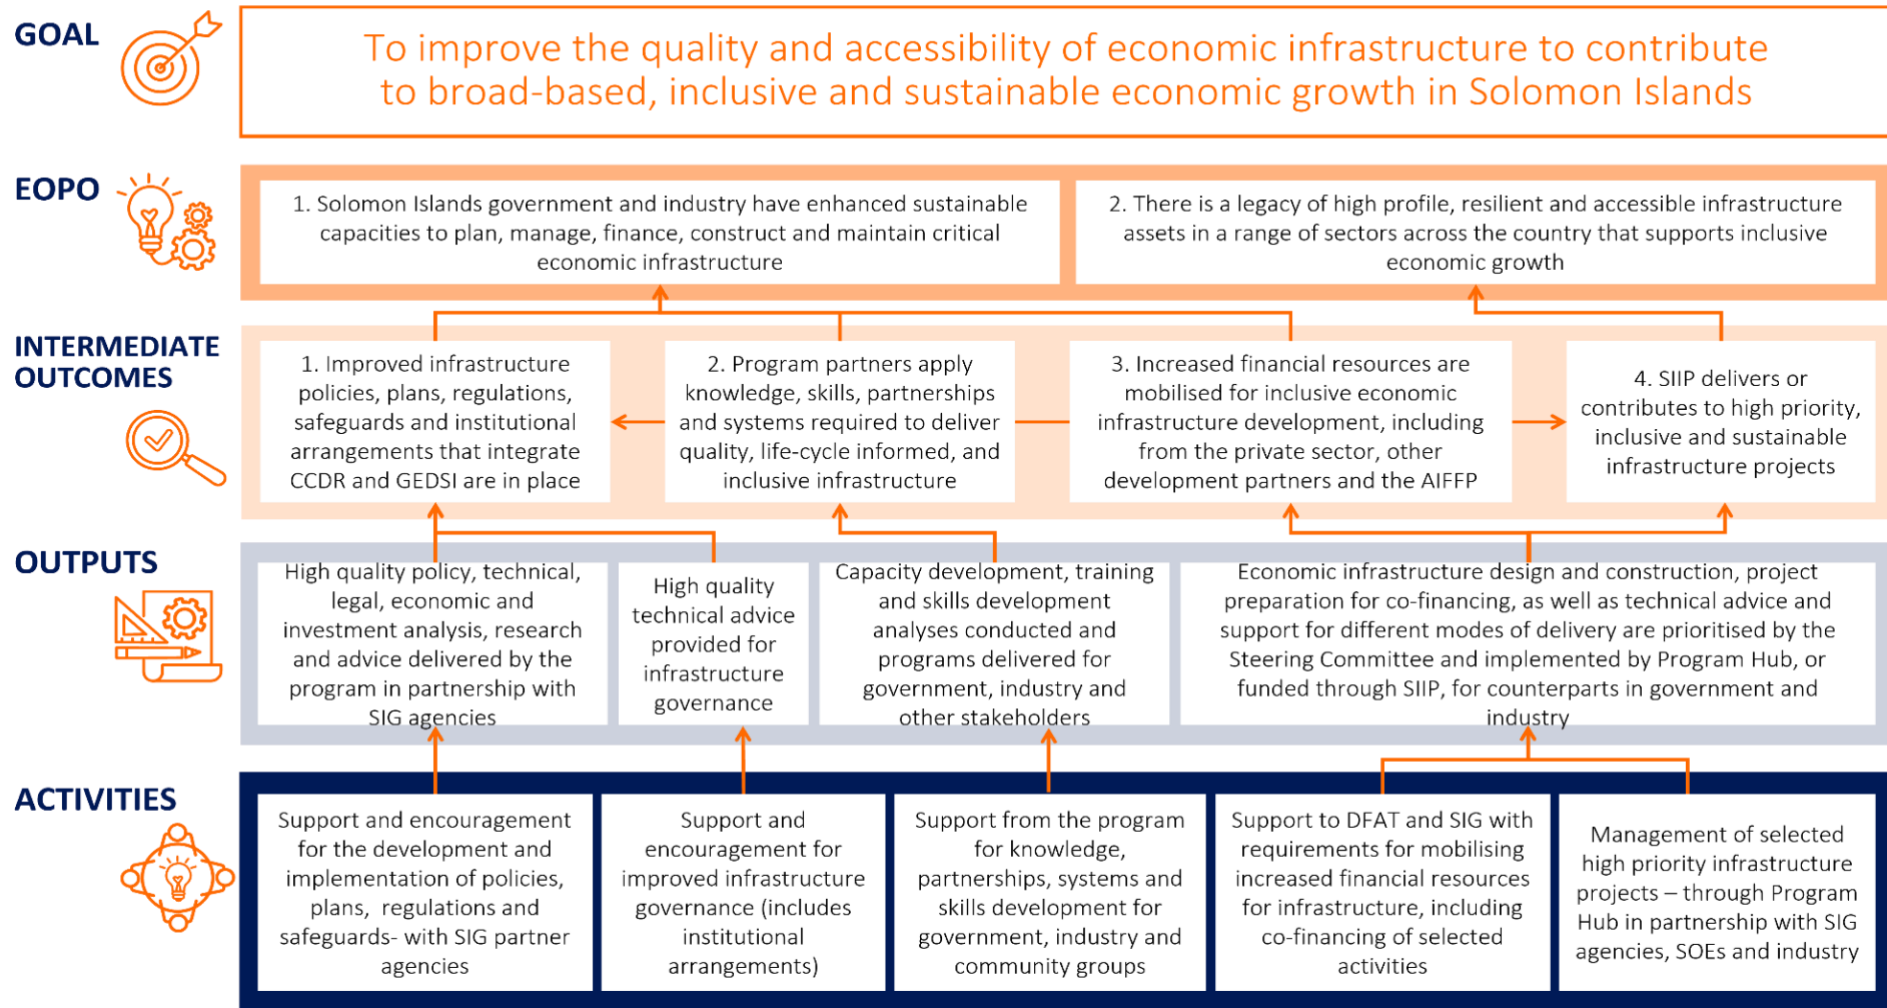 GOAL
To improve the quality and accessibility of economic infrastructure to contribute
to broad-based, inclusive and sustainable economic growth in Solomon Islands
EOPO
1. Solomon Islands government and industry have enhanced sustainable
capacities to plan, manage, finance, construct and maintain critical
economic infrastructure
2. There is a legacy of high profile, resilient and accessible infrastructure
assets in a range of sectors across the country that supports inclusive
economic growth
INTERMEDIATE
OUTCOMES
1. Improved infrastructure
policies, plans, regulations,
safeguards and institutional
arrangements that integrate
CCDR and GEDSI are in place
2. Program partners apply
knowledge, skills, partnerships
and systems required to deliver
quality, life-cycle informed, and
inclusive infrastructure
3. Increased financial resources are
mobilised for inclusive economic
infrastructure development, including
from the private sector, other
development partners and the AIFFP
4. SIIP delivers or
contributes to high priority,
inclusive and sustainable
infrastructure projects
OUTPUTS
High quality policy, technical,
legal, economic and
investment analysis, research
and advice delivered by the
program in partnership with
SIG agencies
High quality
technical advice
provided for
infrastructure
governance
Capacity development, training
and skills development
analyses conducted and
programs delivered for
government, industry and
other stakeholders
Economic infrastructure design and construction, project
preparation for co-financing, as well as technical advice and
support for different modes of delivery are prioritised by the
Steering Committee and implemented by Program Hub, or
funded through SIIP, for counterparts in government and
industry
ACTIVITIES
Support and encouragement
for the development and
implementation of policies,
plans, regulations and
safeguards- with SIG partner
agencies
Support and
encouragement for
improved infrastructure
governance (includes
institutional
arrangements)
Support from the program
for knowledge,
partnerships, systems and
skills development for
government, industry and
community groups
Support to DFAT and SIG with
requirements for mobilising
increased financial resources
for infrastructure, including
co-financing of selected
activities
Management of selected
high priority infrastructure
projects – through Program
Hub in partnership with SIG
agencies, SOEs and industry